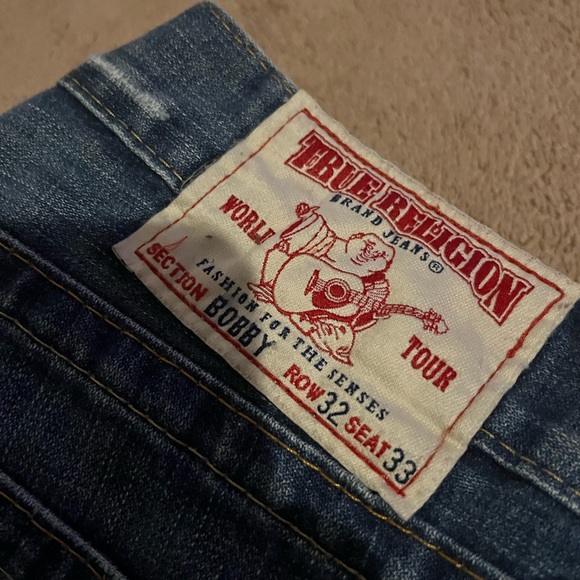 TRUE RELIGION
BRAND JEANS®
WORLD TOUR
FASHION FOR THE SENSES
SECTION BOBBY
ROW 32 SEAT 33